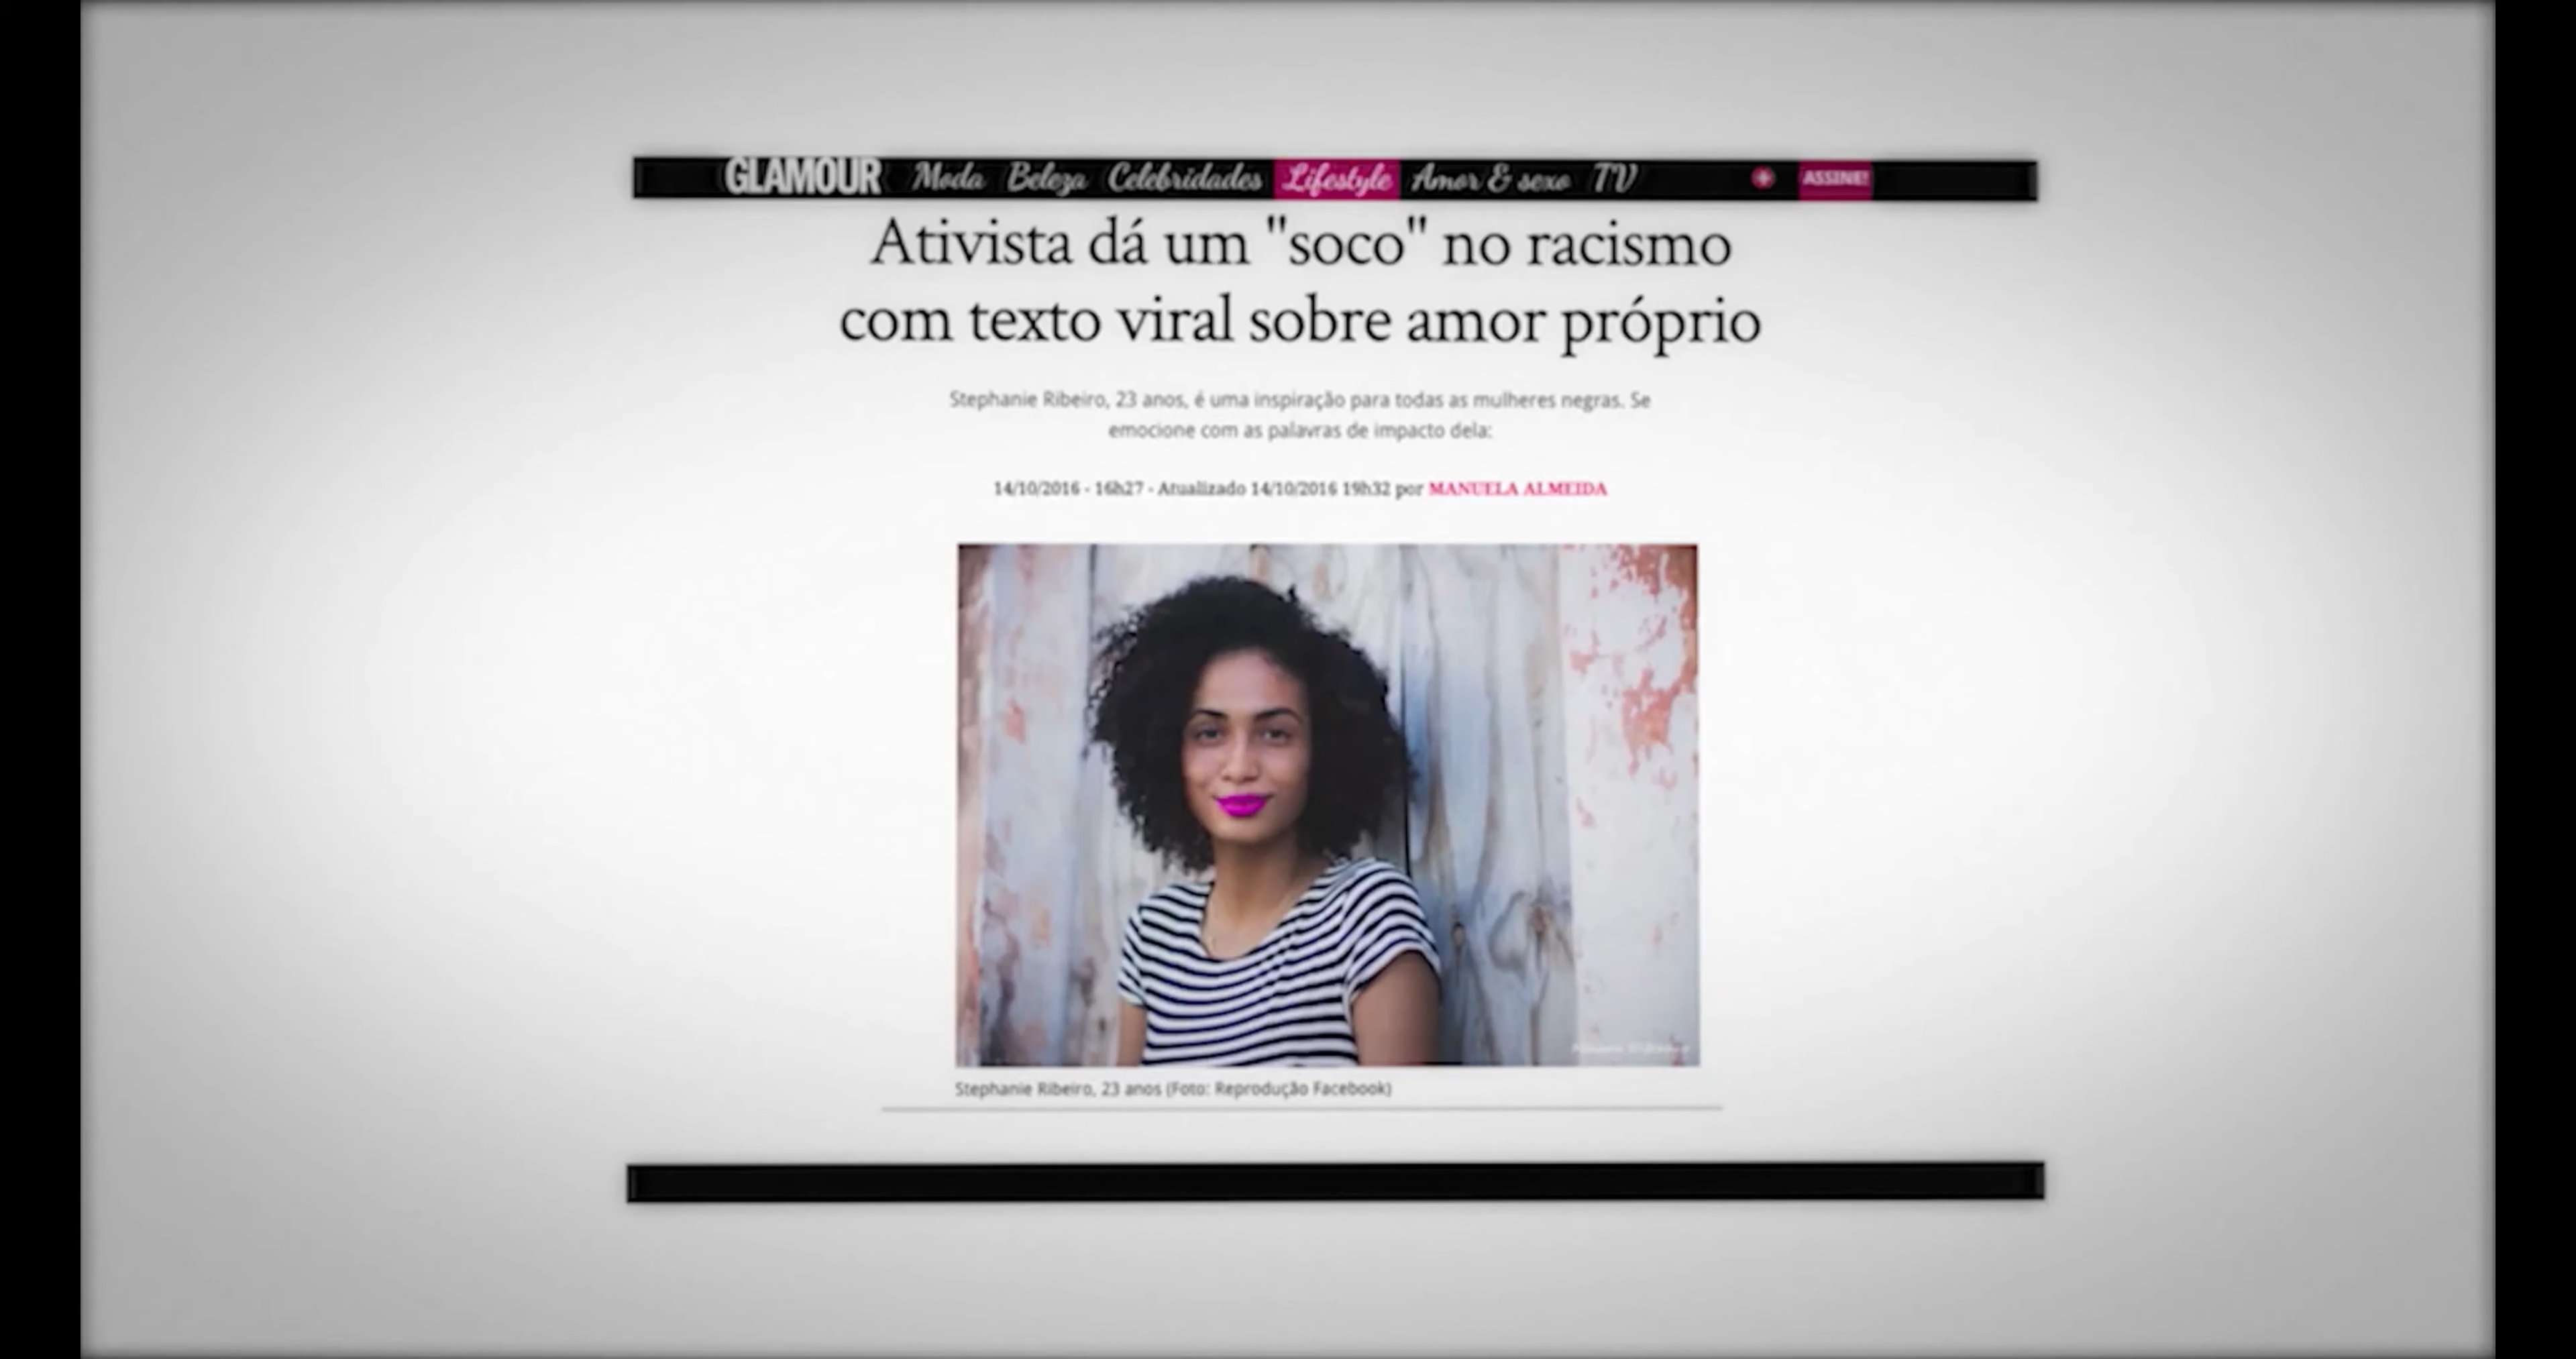 GLAMOUR Moda Beleza Celebridades Lifestyle Amor & sexo TV ASSINE!
Ativista dá um "soco" no racismo
com texto viral sobre amor próprio
Stephanie Ribeiro, 23 anos, é uma inspiração para todas as mulheres negras. Se
emocione com as palavras de impacto dela:
14/10/2016 - 16h27 - Atualizado 14/10/2016 19h32 por MANUELA ALMEIDA
Stephanie Ribeiro, 23 anos (Foto: Reprodução Facebook)